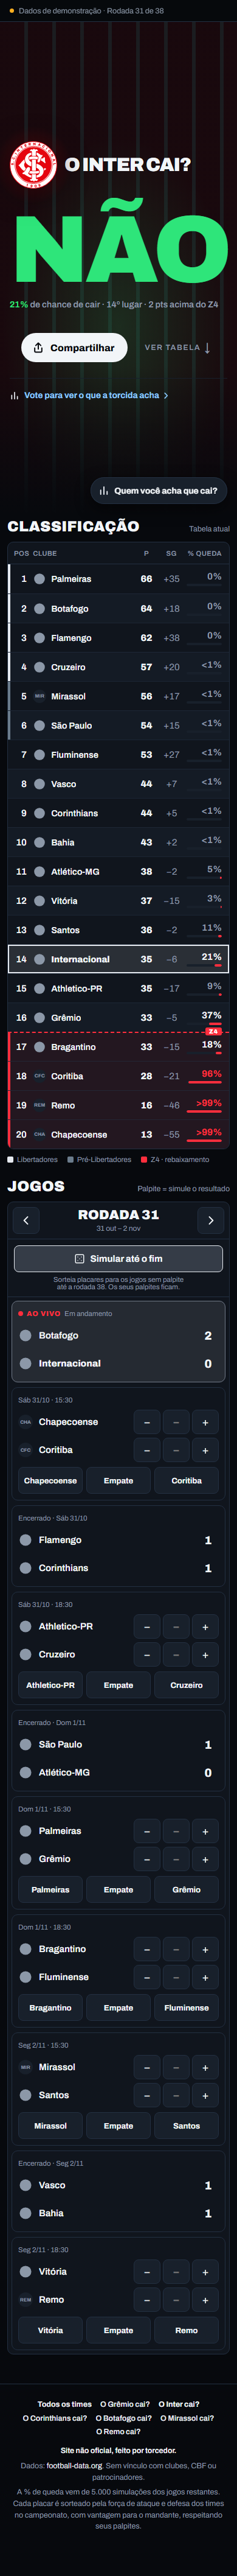 Dados de demonstração · Rodada 31 de 38
O INTER CAI?
NÃO
21% de chance de cair · 14º lugar · 2 pts acima do Z4
Compartilhar
VER TABELA ↓
Vote para ver o que a torcida acha >
Quem você acha que cai?
CLASSIFICAÇÃO
Tabela atual
POS CLUBE P SG % QUEDA
1 Palmeiras 66 +35 0%
2 Botafogo 64 +18 0%
3 Flamengo 62 +38 0%
4 Cruzeiro 57 +20 <1%
5 MIR Mirassol 56 +17 <1%
6 São Paulo 54 +15 <1%
7 Fluminense 53 +27 <1%
8 Vasco 44 +7 <1%
9 Corinthians 44 +5 <1%
10 Bahia 43 +2 <1%
11 Atlético-MG 38 −2 5%
12 Vitória 37 −15 3%
13 Santos 36 −2 11%
14 Internacional 35 −6 21%
15 Athletico-PR 35 −17 9%
16 Grêmio 33 −5 37%
Z4
17 Bragantino 33 −15 18%
18 CFC Coritiba 28 −21 96%
19 REM Remo 16 −46 >99%
20 CHA Chapecoense 13 −55 >99%
Libertadores Pré-Libertadores Z4 · rebaixamento
JOGOS
Palpite = simule o resultado
RODADA 31
31 out – 2 nov
Simular até o fim
Sorteia placares para os jogos sem palpite
até a rodada 38. Os seus palpites ficam.
AO VIVO Em andamento
Botafogo 2
Internacional 0
Sáb 31/10 · 15:30
CHA Chapecoense − – +
CFC Coritiba − – +
Chapecoense Empate Coritiba
Encerrado · Sáb 31/10
Flamengo 1
Corinthians 1
Sáb 31/10 · 18:30
Athletico-PR − – +
Cruzeiro − – +
Athletico-PR Empate Cruzeiro
Encerrado · Dom 1/11
São Paulo 1
Atlético-MG 0
Dom 1/11 · 15:30
Palmeiras − – +
Grêmio − – +
Palmeiras Empate Grêmio
Dom 1/11 · 18:30
Bragantino − – +
Fluminense − – +
Bragantino Empate Fluminense
Seg 2/11 · 15:30
MIR Mirassol − – +
Santos − – +
Mirassol Empate Santos
Encerrado · Seg 2/11
Vasco 1
Bahia 1
Seg 2/11 · 18:30
Vitória − – +
REM Remo − – +
Vitória Empate Remo
Todos os times O Grêmio cai? O Inter cai?
O Corinthians cai? O Botafogo cai? O Mirassol cai?
O Remo cai?
Site não oficial, feito por torcedor.
Dados: football-data.org. Sem vínculo com clubes, CBF ou
patrocinadores.
A % de queda vem de 5.000 simulações dos jogos restantes.
Cada placar é sorteado pela força de ataque e defesa dos times
no campeonato, com vantagem para o mandante, respeitando
seus palpites.